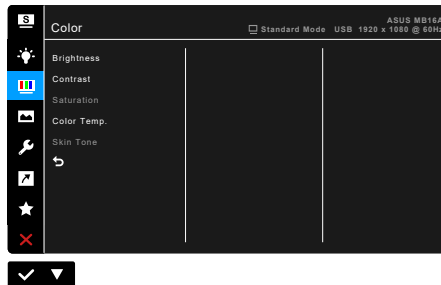 S
Color
ASUS MB16A
Standard Mode USB 1920 x 1080 @ 60Hz
Brightness
Contrast
Saturation
Color Temp.
Skin Tone